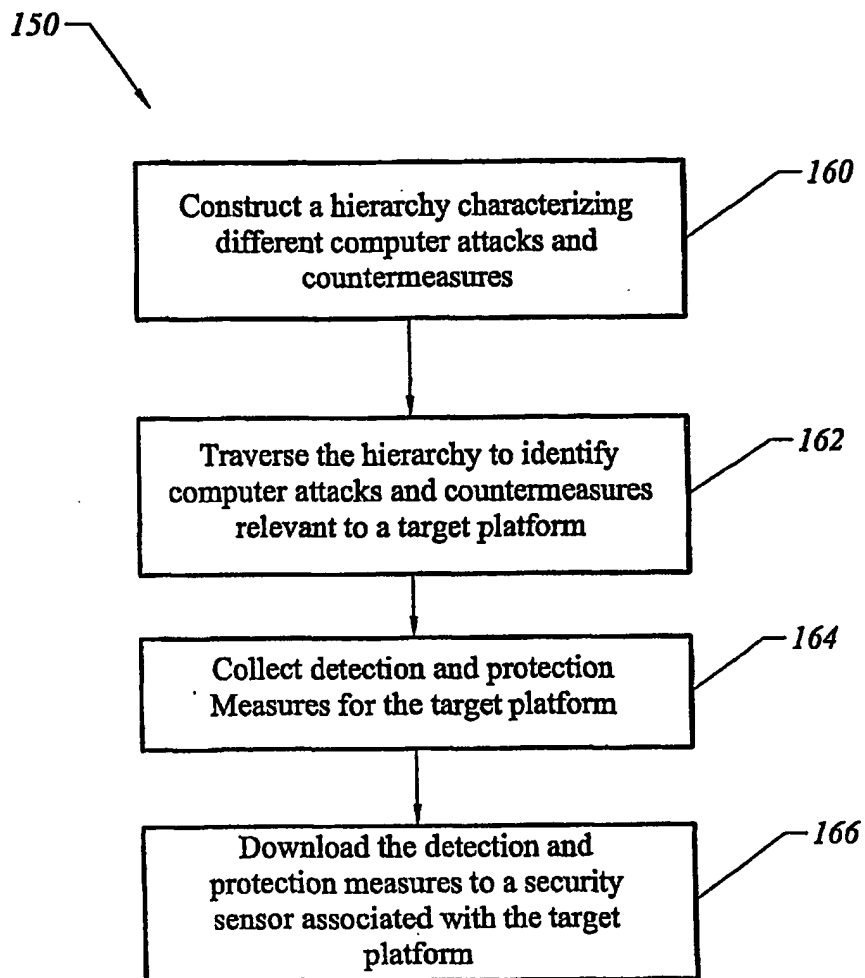 150
160
Construct a hierarchy characterizing
different computer attacks and
countermeasures
162
Traverse the hierarchy to identify
computer attacks and countermeasures
relevant to a target platform
164
Collect detection and protection
Measures for the target platform
166
Download the detection and
protection measures to a security
sensor associated with the target
platform